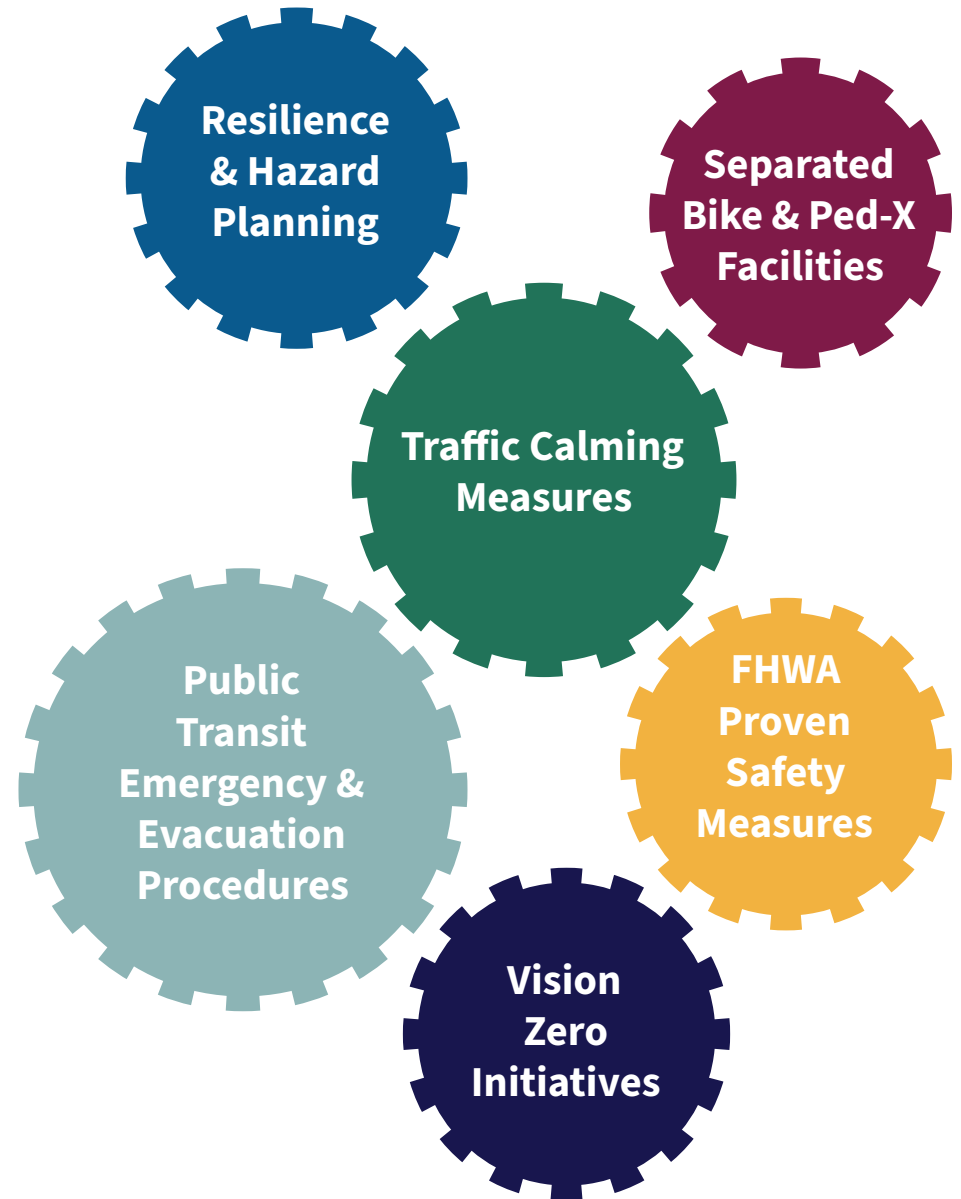 Resilience
& Hazard
Planning
Separated
Bike & Ped-X
Facilities
Traffic Calming
Measures
Public
Transit
Emergency &
Evacuation
Procedures
FHWA
Proven
Safety
Measures
Vision
Zero
Initiatives